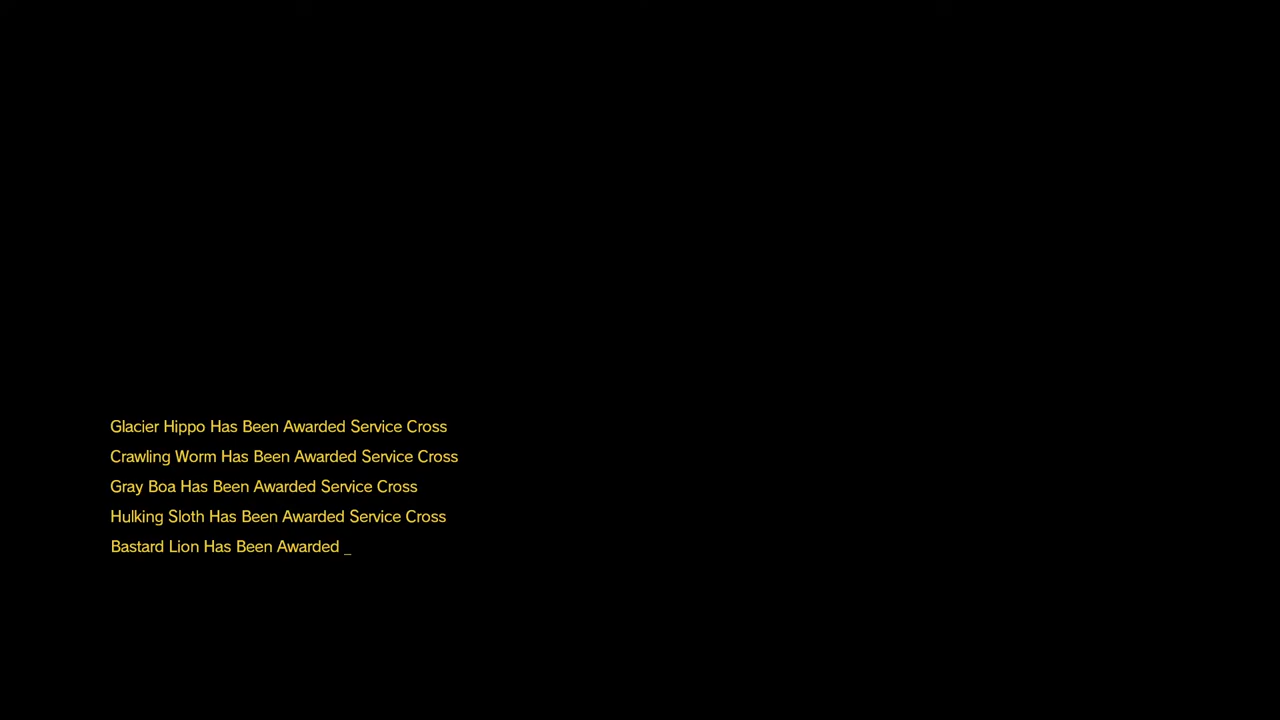 Glacier Hippo Has Been Awarded Service Cross
Crawling Worm Has Been Awarded Service Cross
Gray Boa Has Been Awarded Service Cross
Hulking Sloth Has Been Awarded Service Cross
Bastard Lion Has Been Awarded _